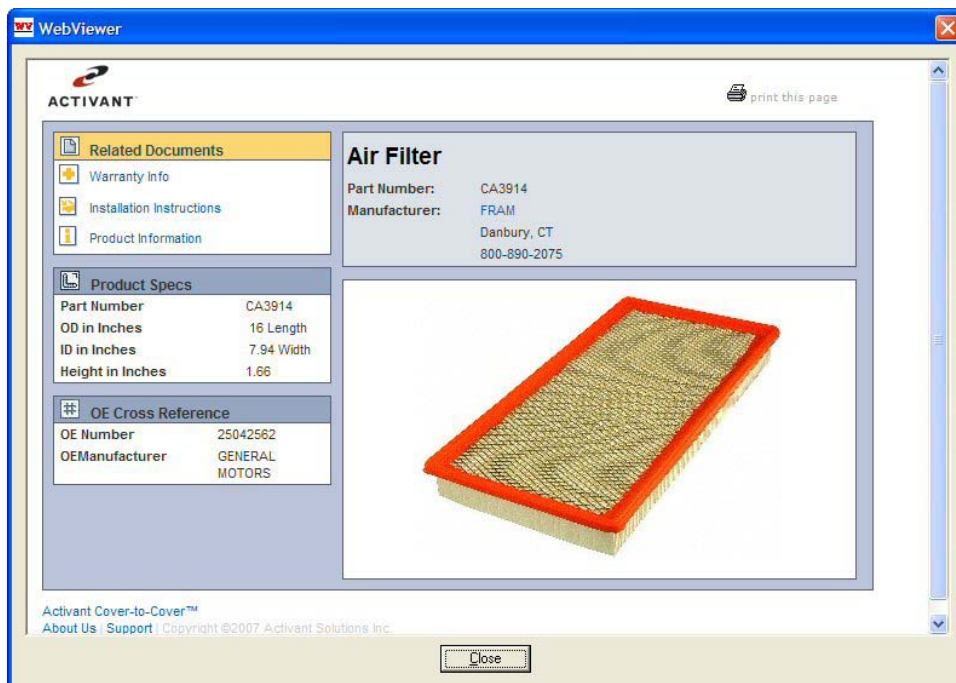 WV WebViewer
ACTIVANT
print this page
Related Documents
Warranty Info
Installation Instructions
Product Information
Product Specs
Part Number CA3914
OD in Inches 16 Length
ID in Inches 7.94 Width
Height in Inches 1.66
OE Cross Reference
OE Number 25042562
OEManufacturer GENERAL
MOTORS
Air Filter
Part Number: CA3914
Manufacturer: FRAM
Danbury, CT
800-890-2075
Activant Cover-to-Cover™
About Us | Support | Copyright ©2007 Activant Solutions Inc.
Close